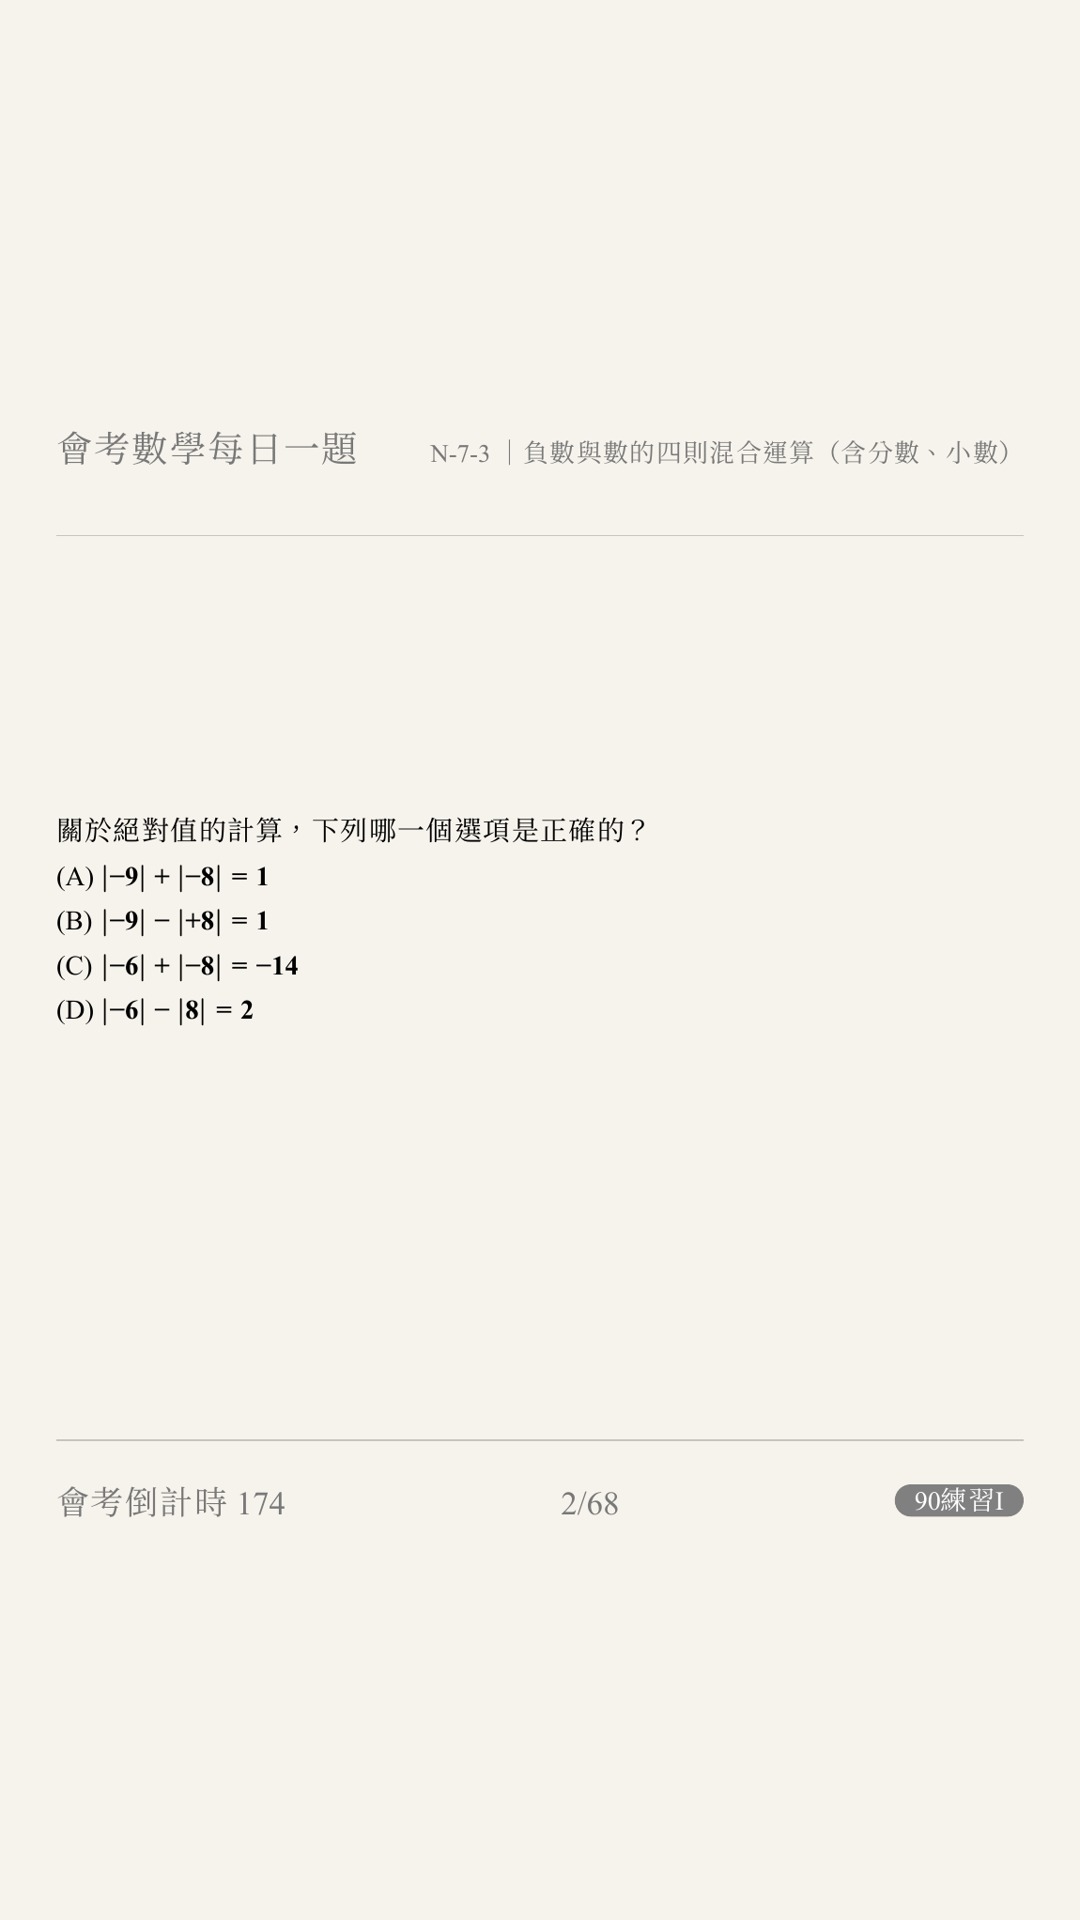 會考數學每日一題
N-7-3｜負數與數的四則混合運算（含分數、小數）
關於絕對值的計算，下列哪一個選項是正確的？
(A) |−9| + |−8| = 1
(B) |−9| − |+8| = 1
(C) |−6| + |−8| = −14
(D) |−6| − |8| = 2
會考倒計時 174
2/68
90練習I